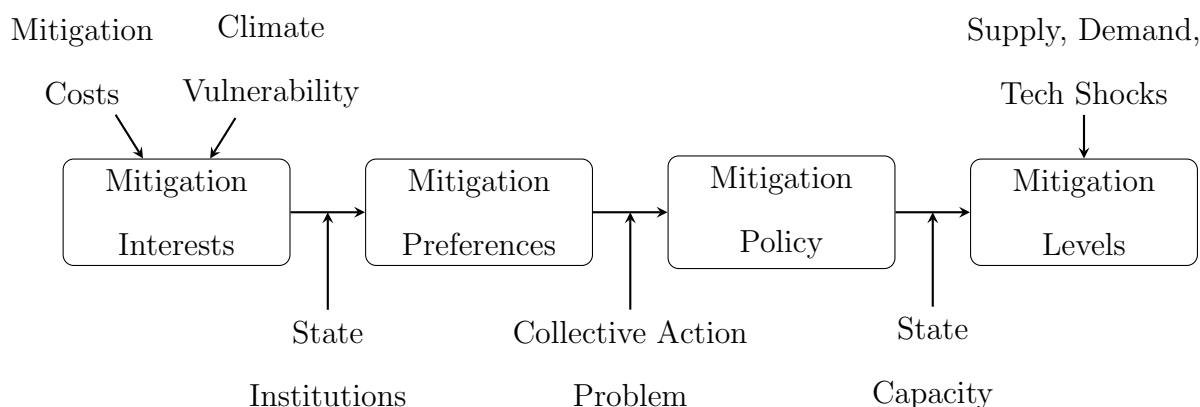 Mitigation
Costs
Climate
Vulnerability
Supply, Demand,
Tech Shocks
Mitigation
Interests
Mitigation
Preferences
Mitigation
Policy
Mitigation
Levels
State
Institutions
Collective Action
Problem
State
Capacity